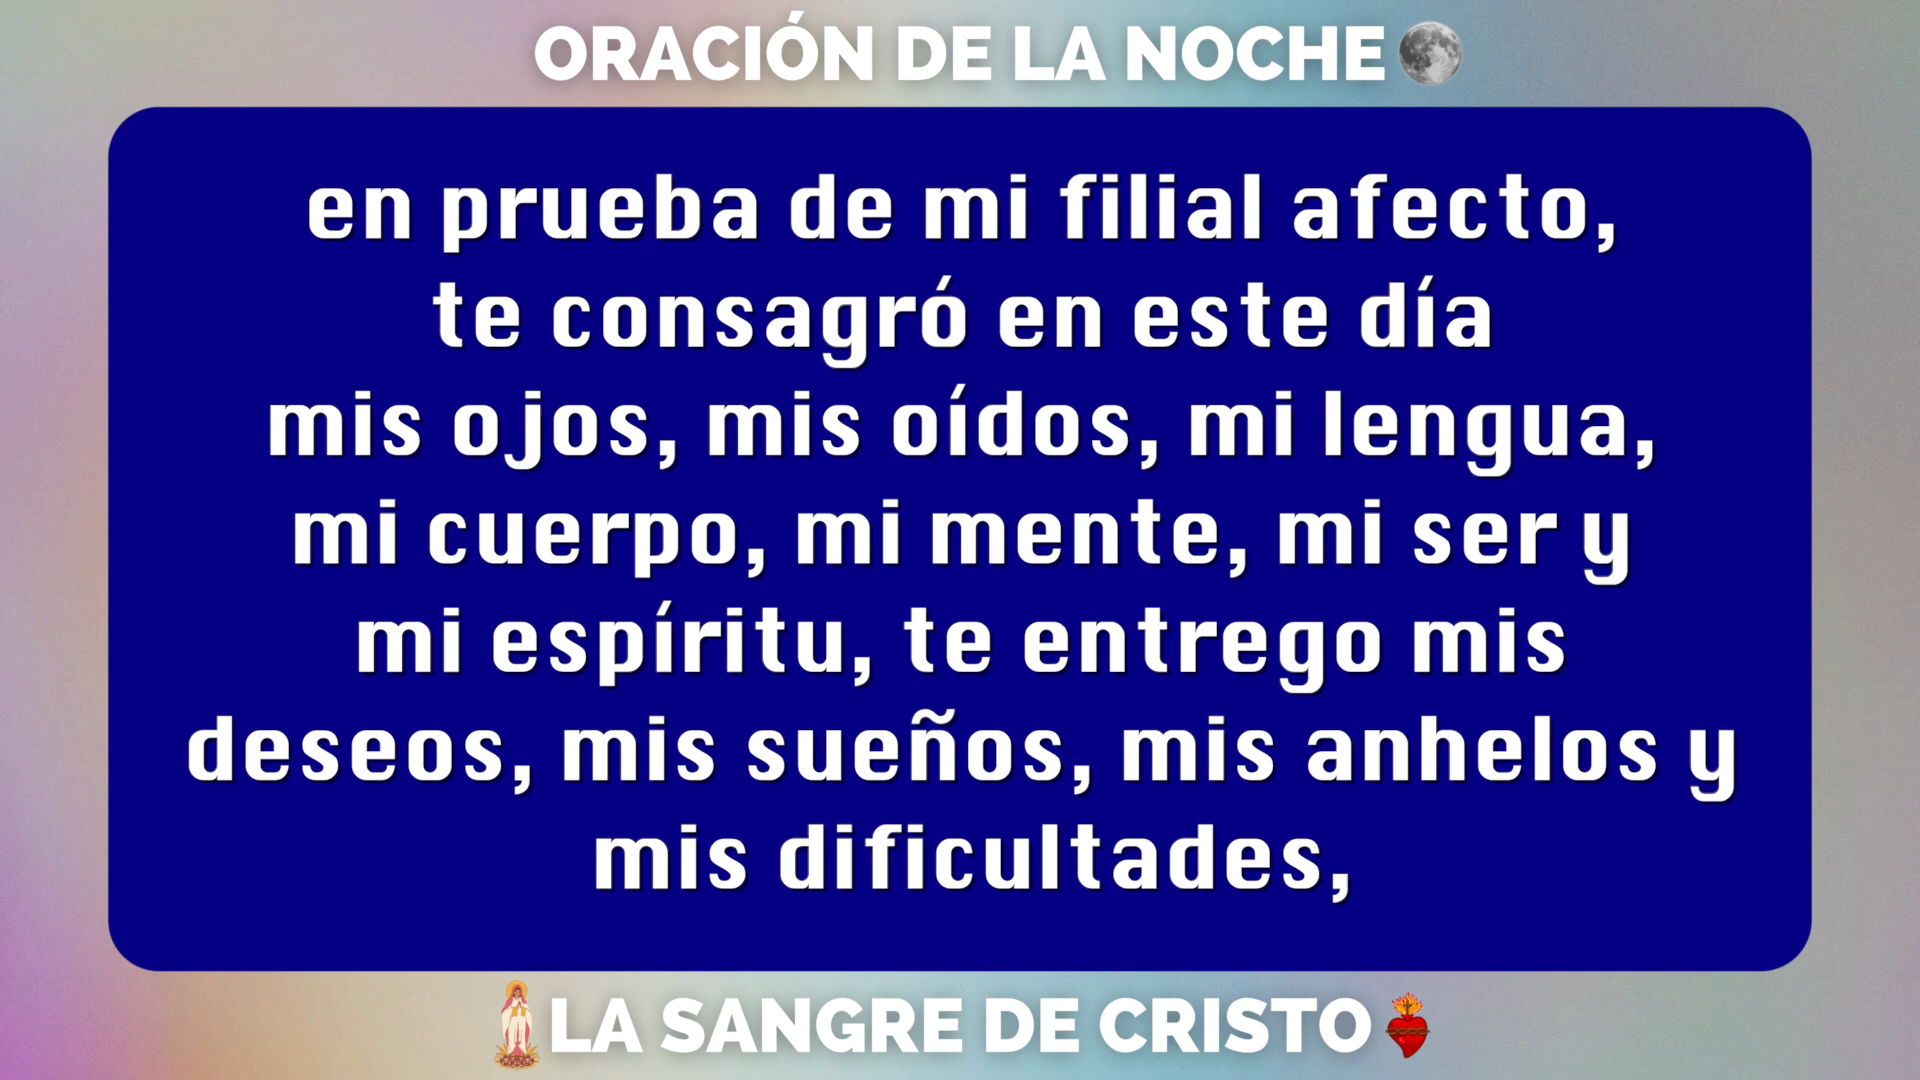 ORACIÓN DE LA NOCHE
en prueba de mi filial afecto,
te consagró en este día
mis ojos, mis oídos, mi lengua,
mi cuerpo, mi mente, mi ser y
mi espíritu, te entrego mis
deseos, mis sueños, mis anhelos y
mis dificultades,
LA SANGRE DE CRISTO